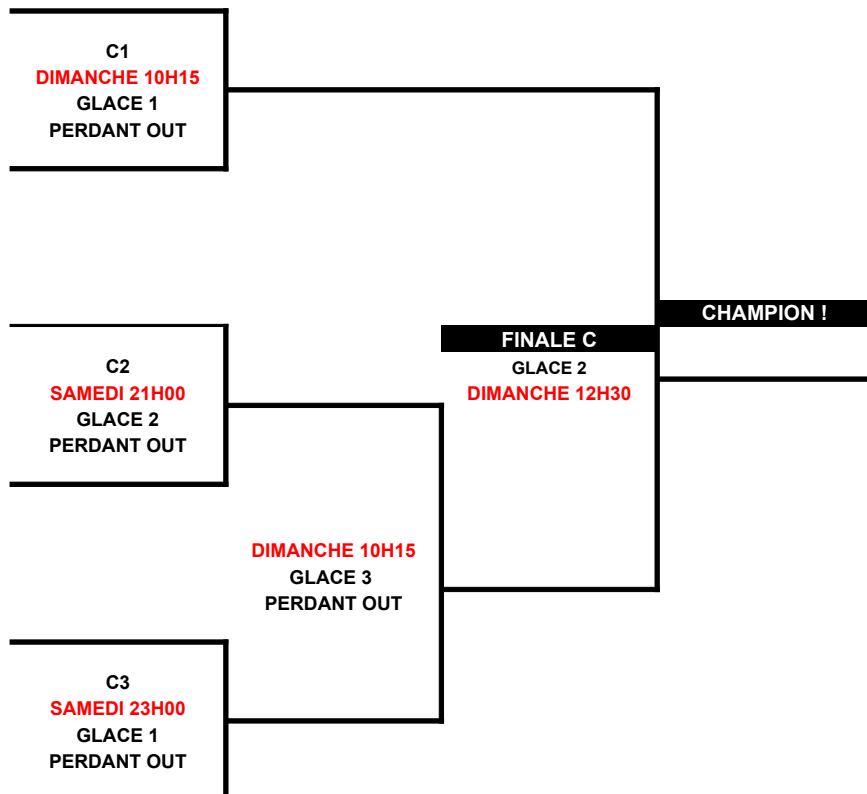 C1
DIMANCHE 10H15
GLACE 1
PERDANT OUT
CHAMPION !
FINALE C
GLACE 2
DIMANCHE 12H30
C2
SAMEDI 21H00
GLACE 2
PERDANT OUT
DIMANCHE 10H15
GLACE 3
PERDANT OUT
C3
SAMEDI 23H00
GLACE 1
PERDANT OUT